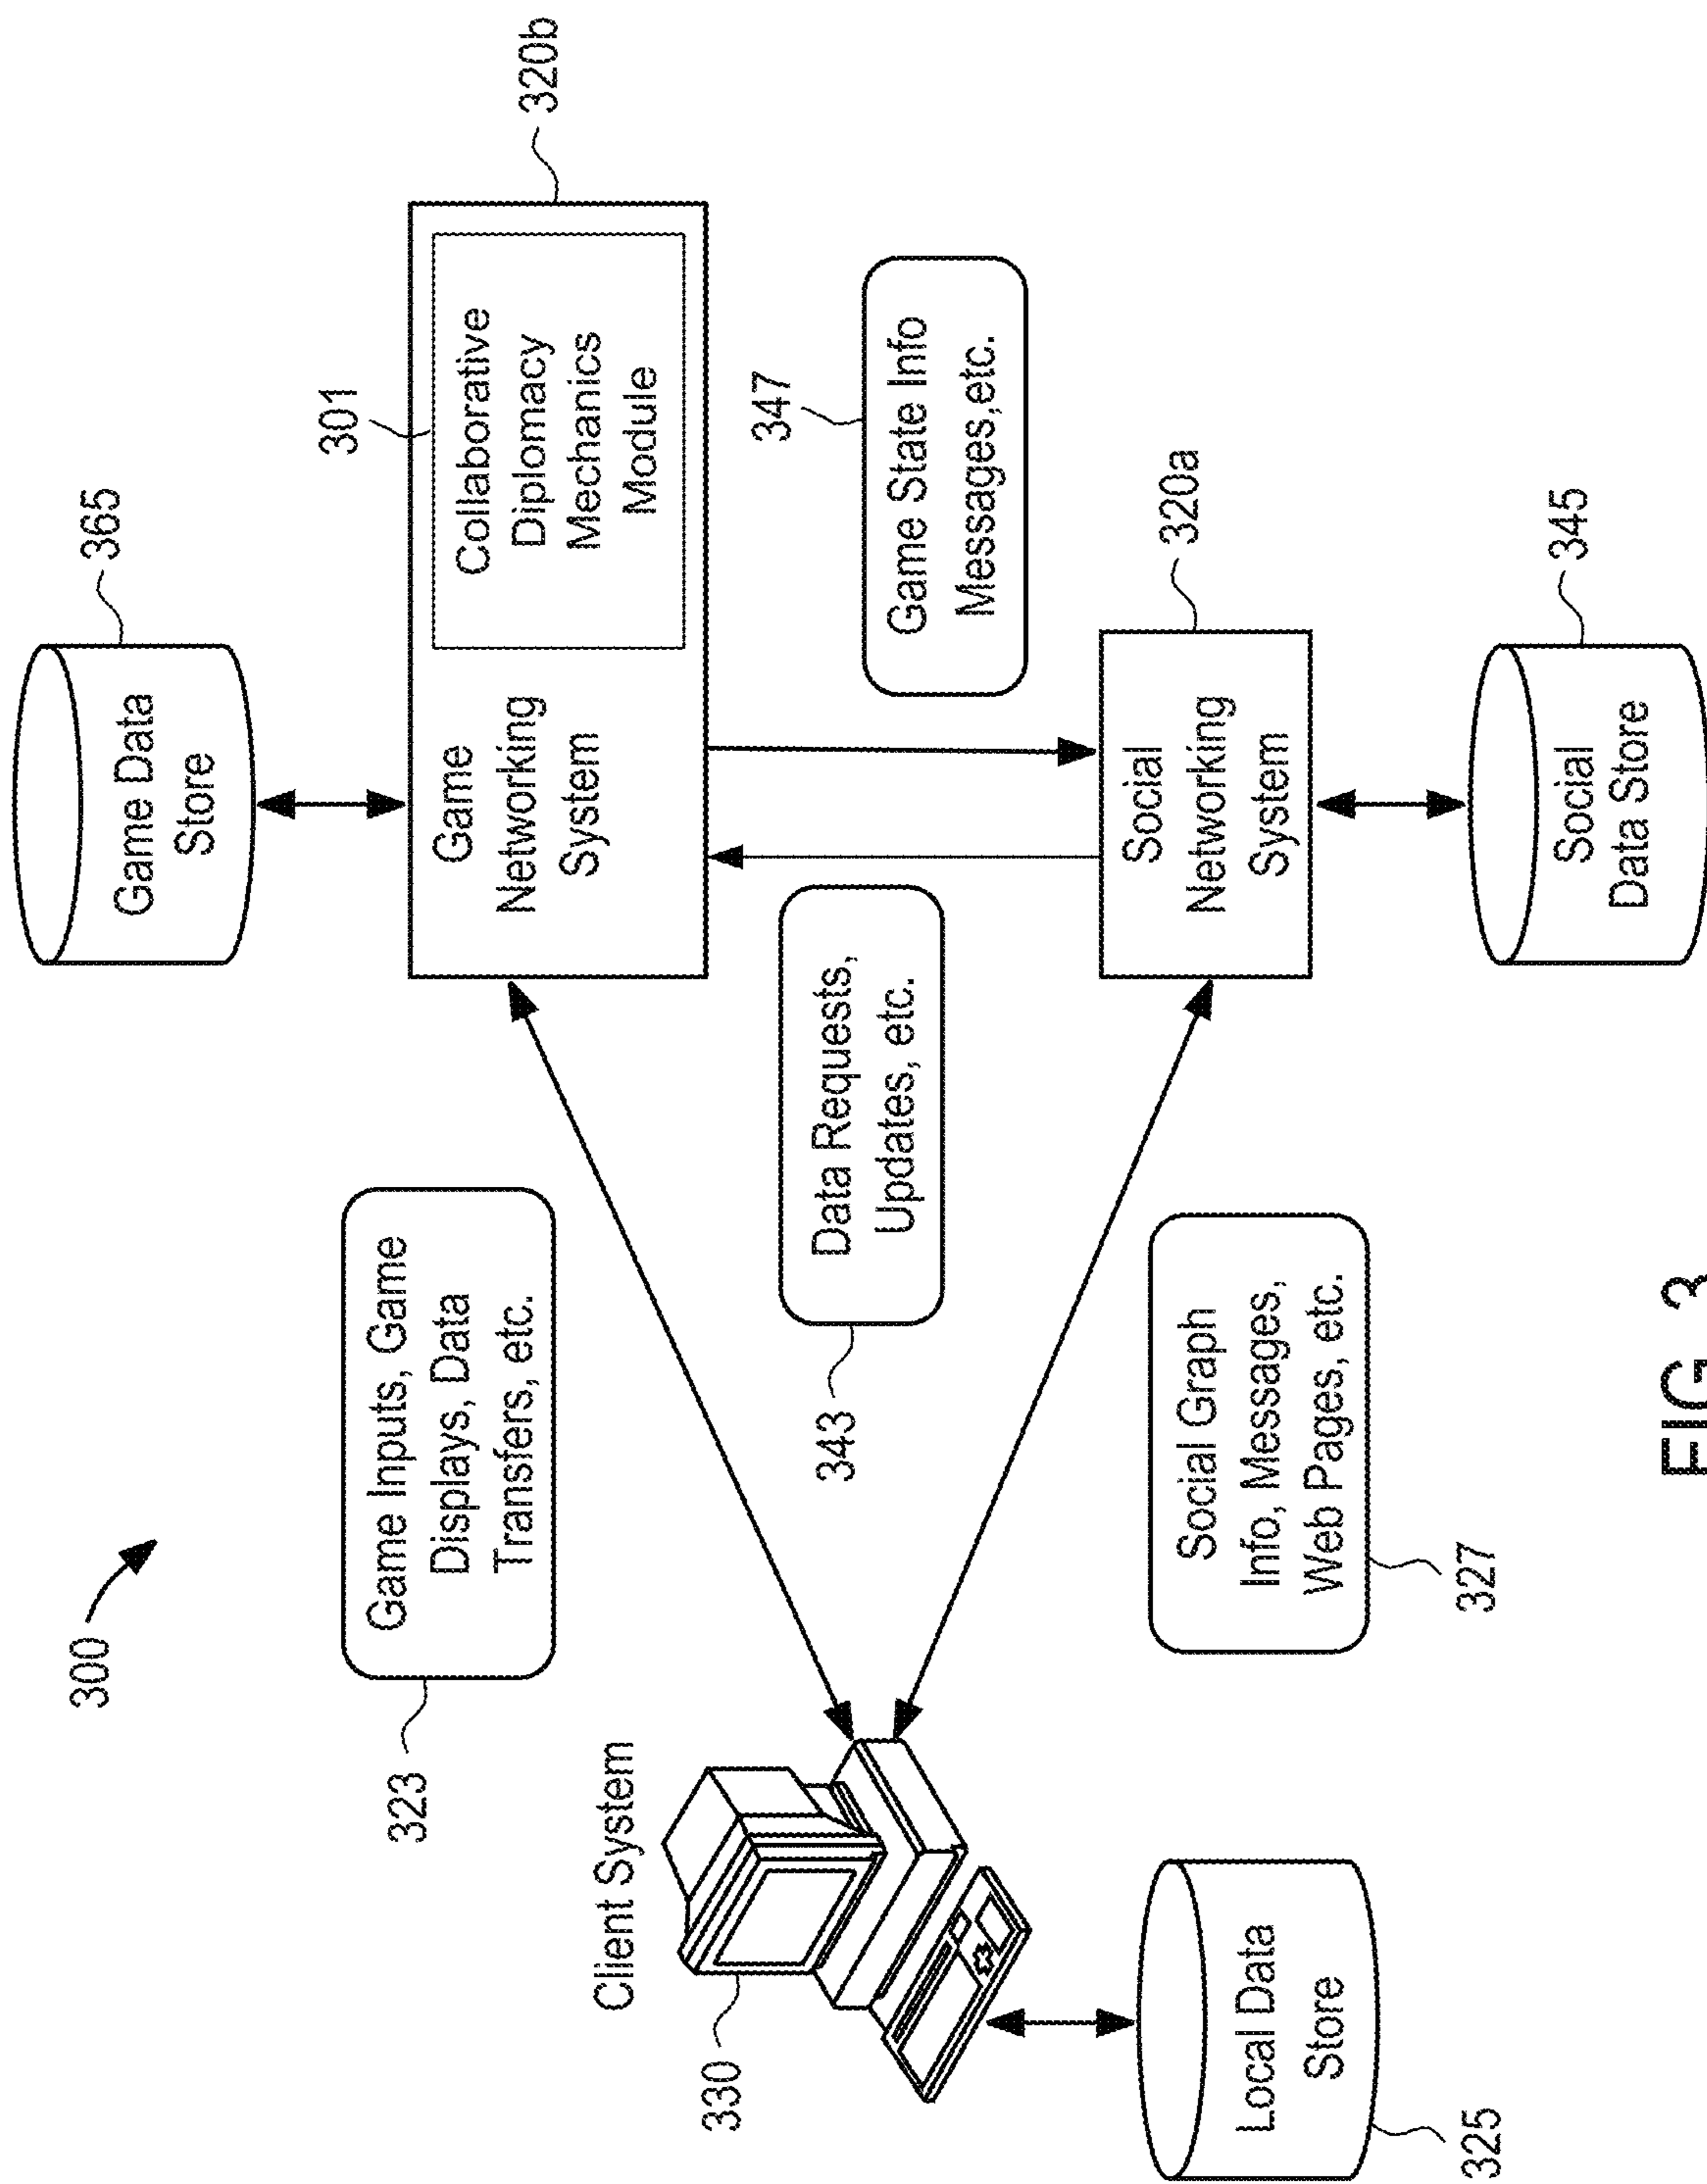 300
323
Game Inputs, Game
Displays, Data
Transfers, etc.
365
Game Data
Store
301
320b
Game
Networking
System
Collaborative
Diplomacy
Mechanics
Module
Client System
330
343
Data Requests,
Updates, etc.
347
Game State Info
Messages,etc.
320a
Social
Networking
System
Social Graph
Info, Messages,
Web Pages, etc.
327
Local Data
Store
325
345
Social
Data Store
FIG. 3